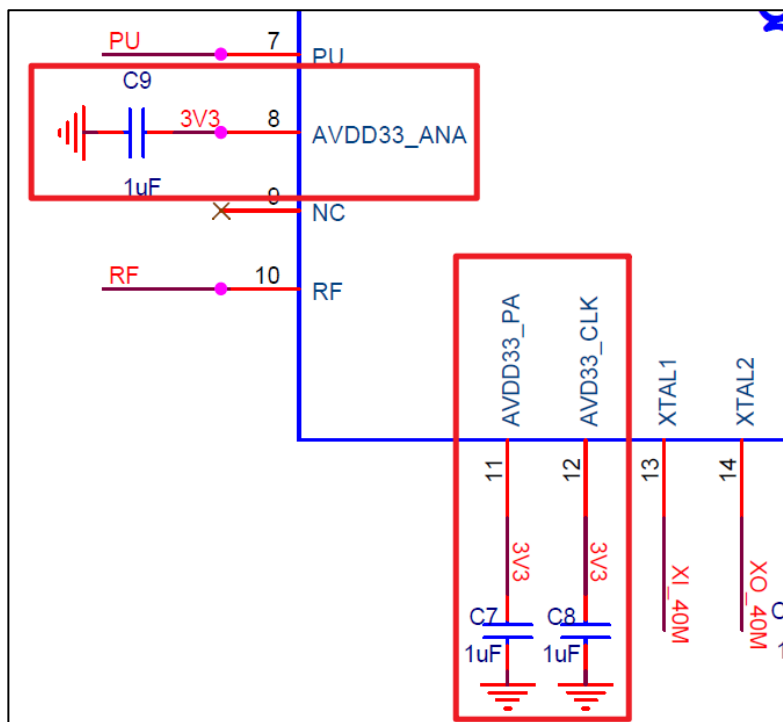 PU 7 PU
C9
3V3 8 AVDD33_ANA
1uF
9 NC
RF 10 RF
AVDD33_PA
AVD33_CLK
XTAL1
XTAL2
11
12
13
14
3V3
3V3
XI_40M
XO_40M
C7
1uF
C8
1uF